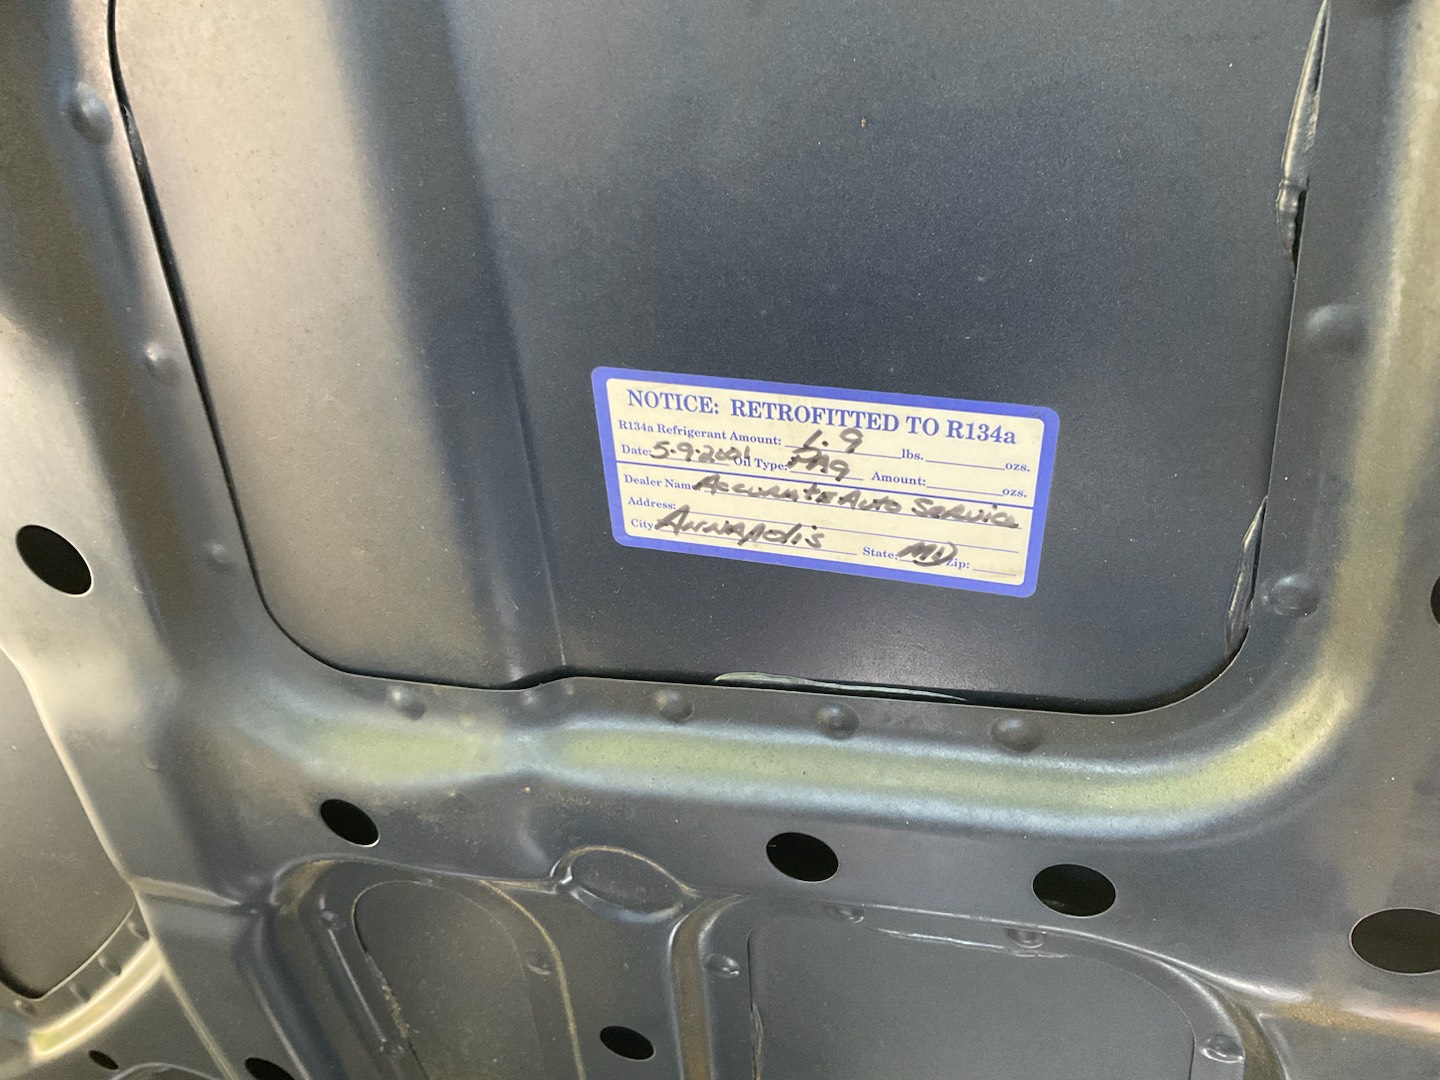 NOTICE: RETROFITTED TO R134a
R134a Refrigerant Amount: 1.9 lbs. ozs.
Date: 5-9-2001 Oil Type: PAg Amount: ozs.
Dealer Name Accurate Auto Service
Address:
City: Annapolis State: MD Zip: